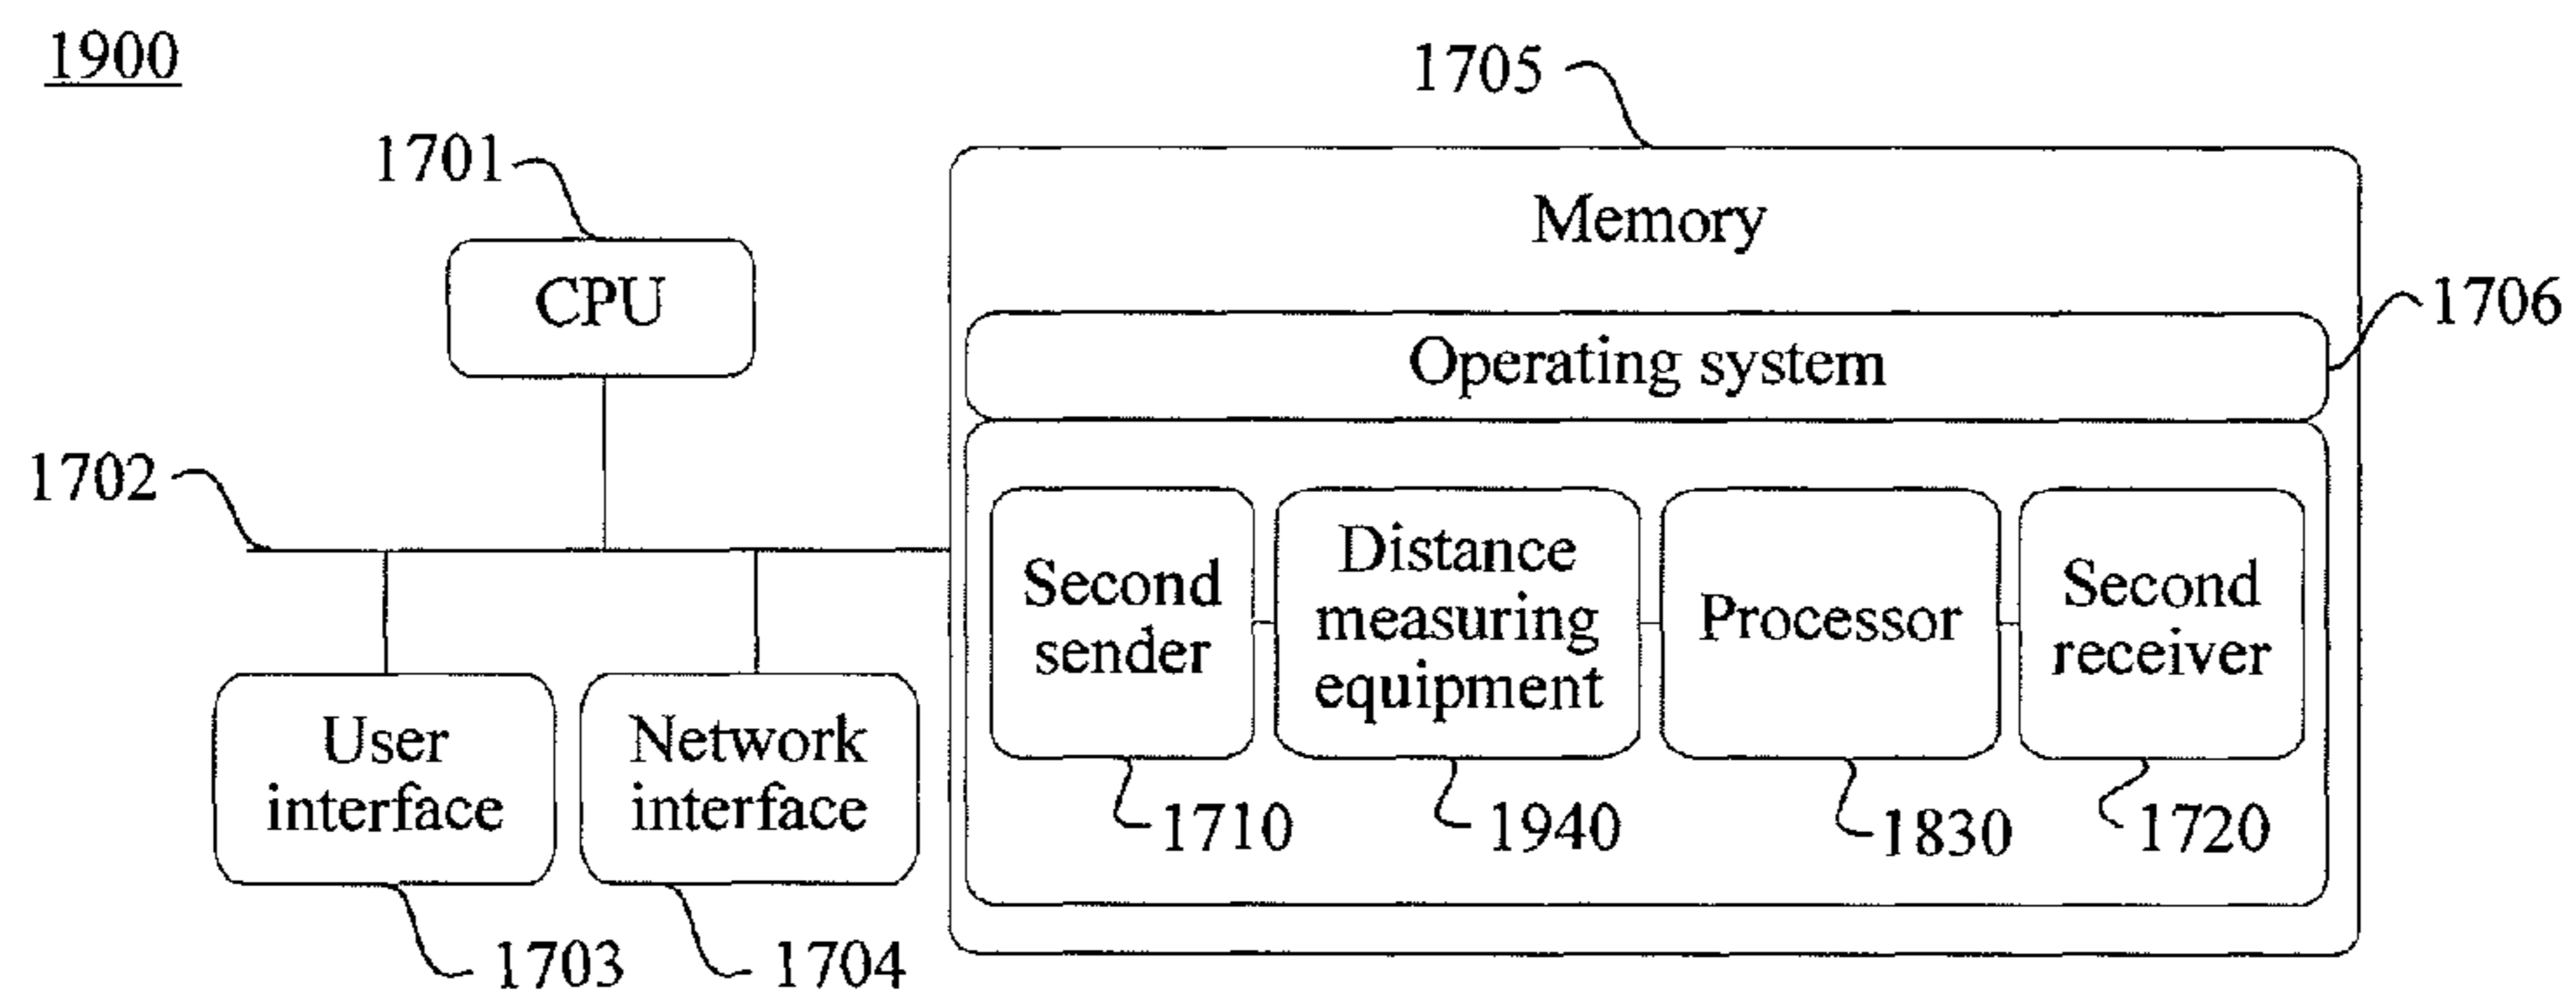 1900
1705
1701
Memory
CPU
1706
Operating system
1702
Second
sender
Distance
measuring
equipment
Processor
Second
receiver
User
interface
Network
interface
1710
1940
1830
1720
1703
1704